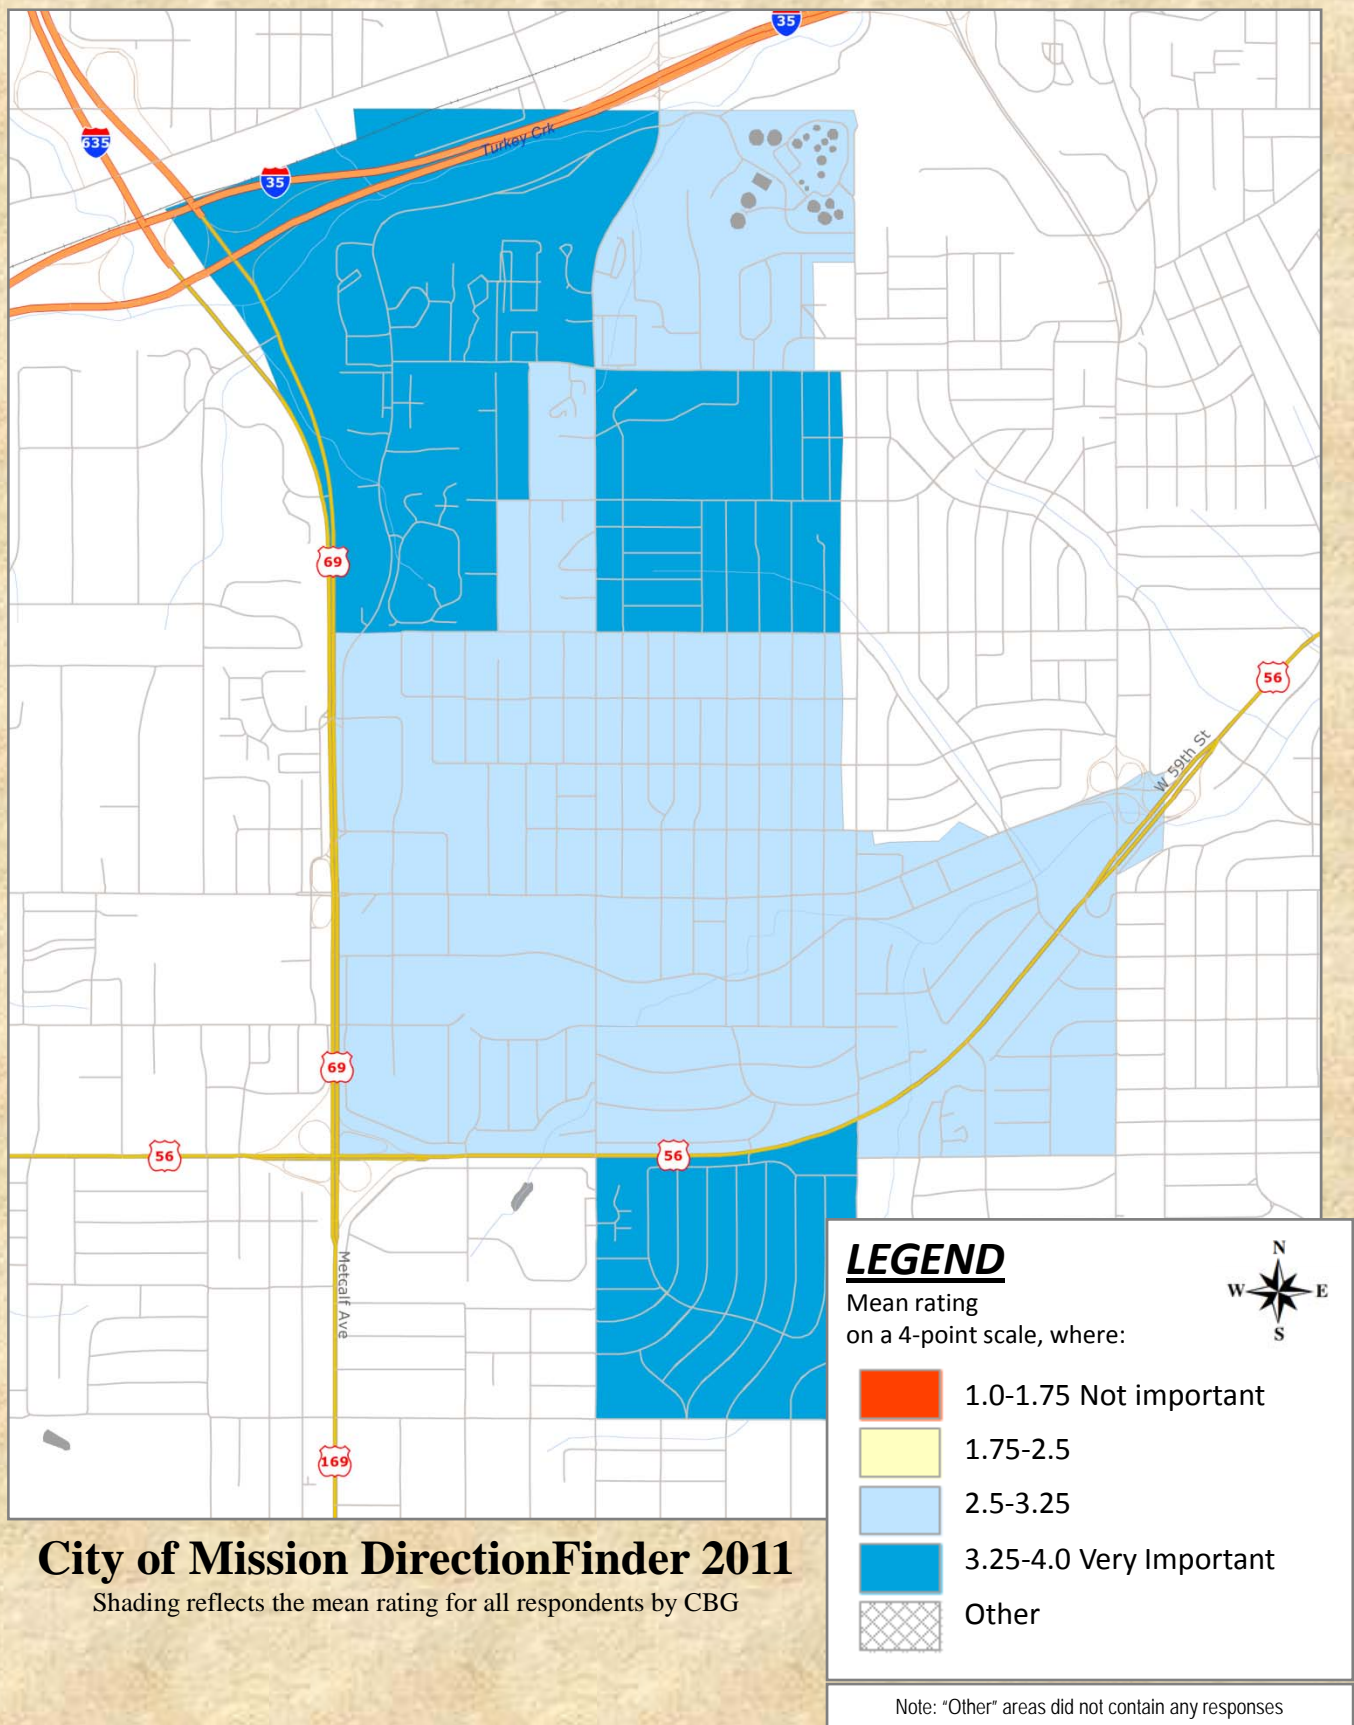 35
635
35
Turkey Crk
69
56
W 59th St
69
56
56
Metcalf Ave
169
LEGEND
Mean rating
on a 4-point scale, where:
N
W E
S
1.0-1.75 Not important
1.75-2.5
2.5-3.25
3.25-4.0 Very Important
Other
City of Mission DirectionFinder 2011
Shading reflects the mean rating for all respondents by CBG
Note: "Other" areas did not contain any responses